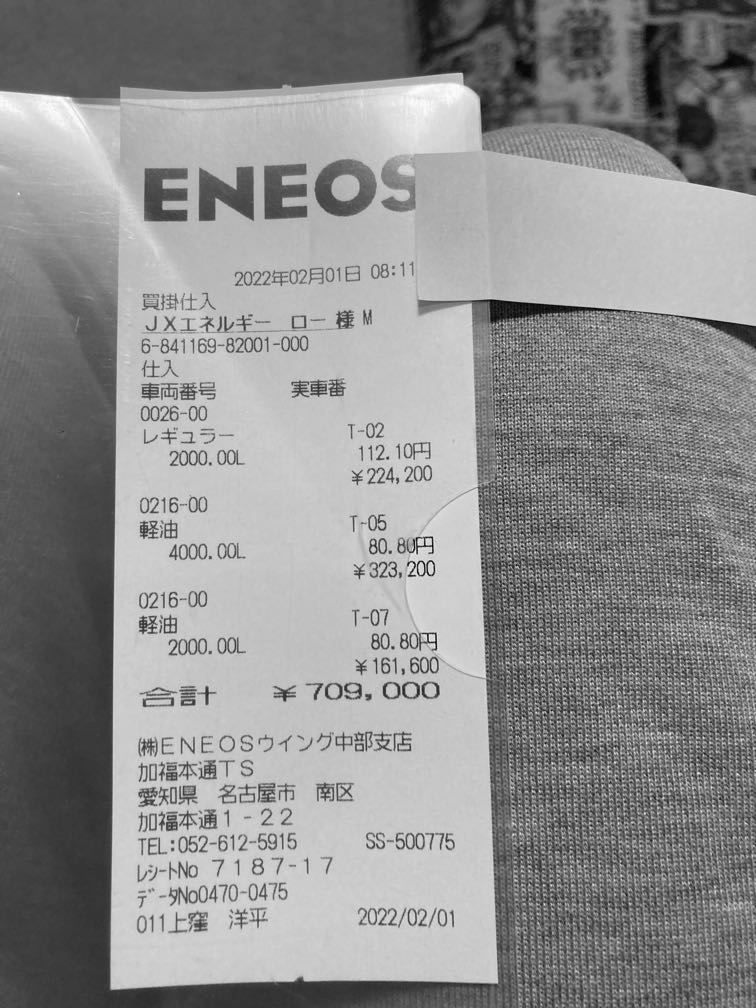 ENEOS
2022年02月01日 08:11
買掛仕入
JXエネルギー ロー 様 M
6-841169-82001-000
仕入
車両番号 実車番
0026-00
レギュラー T-02
2000.00L 112.10円
¥224,200
0216-00
軽油 T-05
4000.00L 80.80円
¥323,200
0216-00
軽油 T-07
2000.00L 80.80円
¥161,600
合計 ¥709,000
㈱ENEOSウイング中部支店
加福本通TS
愛知県 名古屋市 南区
加福本通1-22
TEL:052-612-5915 SS-500775
レシートNo 7187-17
データNo0470-0475
011上窪 洋平 2022/02/01